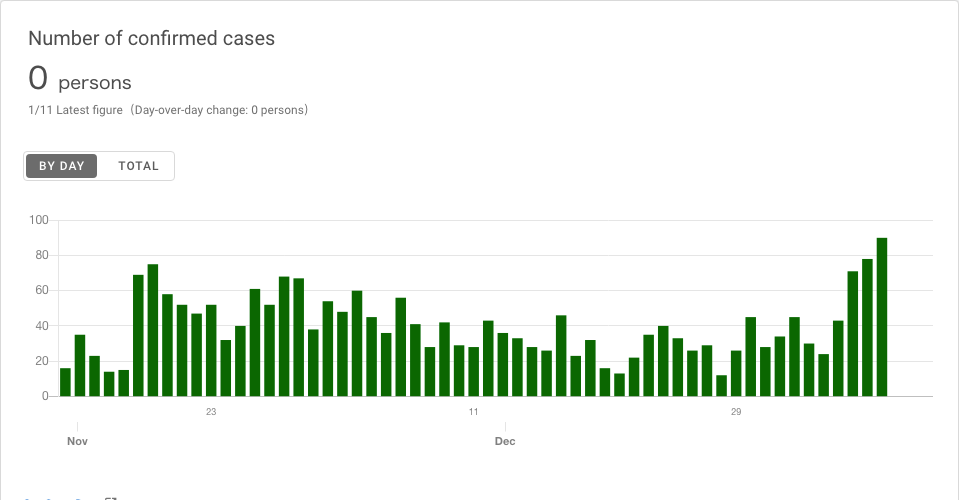 Number of confirmed cases
0 persons
1/11 Latest figure（Day-over-day change: 0 persons）
BY DAY TOTAL
100
80
60
40
20
0
23 11 29
Nov Dec